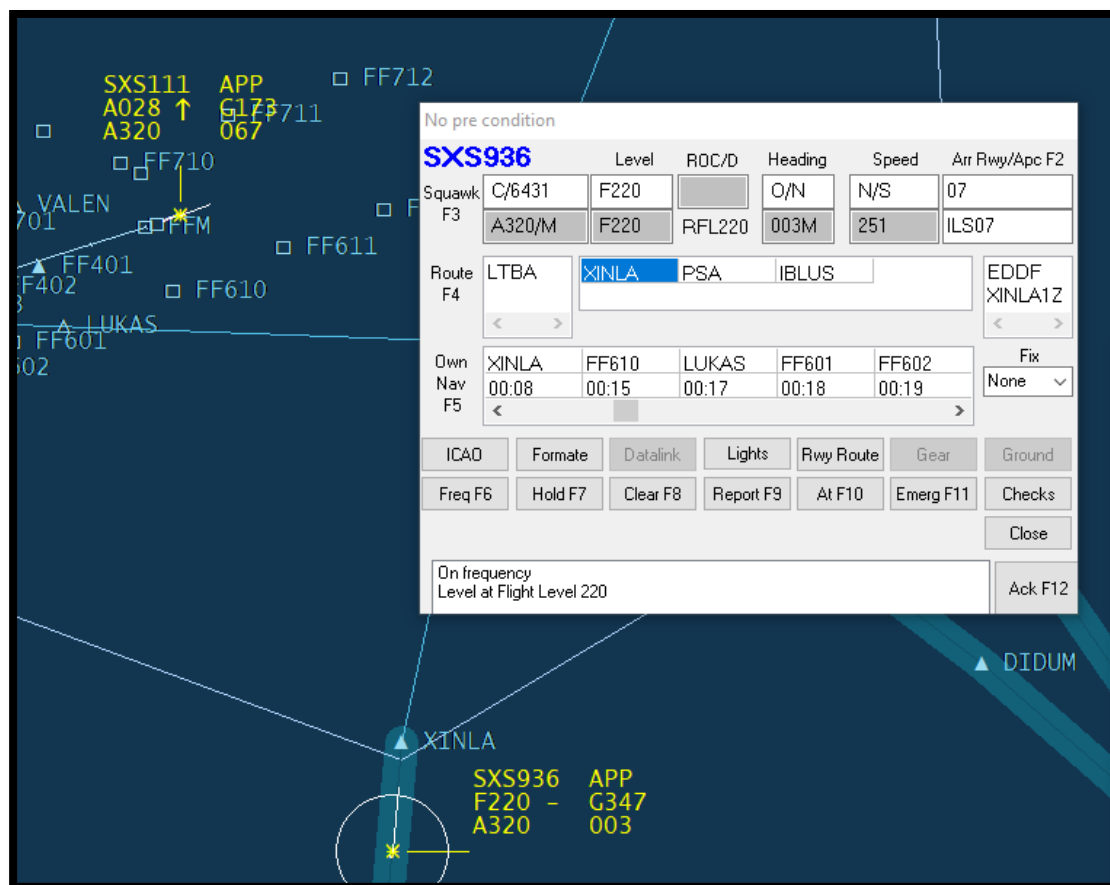 SXS111 APP
A028 ↑ G173
A320 067
FF712
FF711
FF710
VALEN
701
FFM
F
FF611
FF401
F402
FF610
LUKAS
FF601
602
No pre condition
SXS936 Level ROC/D Heading Speed Arr Rwy/Apc F2
Squawk F3 C/6431 F220 O/N N/S 07
A320/M F220 RFL220 003M 251 ILS07
Route F4 LTBA XINLA PSA IBLUS EDDF
XINLA1Z
Own Nav F5 XINLA FF610 LUKAS FF601 FF602 Fix
00:08 00:15 00:17 00:18 00:19 None
ICAO Formate Datalink Lights Rwy Route Gear Ground
Freq F6 Hold F7 Clear F8 Report F9 At F10 Emerg F11 Checks
Close
On frequency
Level at Flight Level 220
Ack F12
DIDUM
XINLA
SXS936 APP
F220 - G347
A320 003